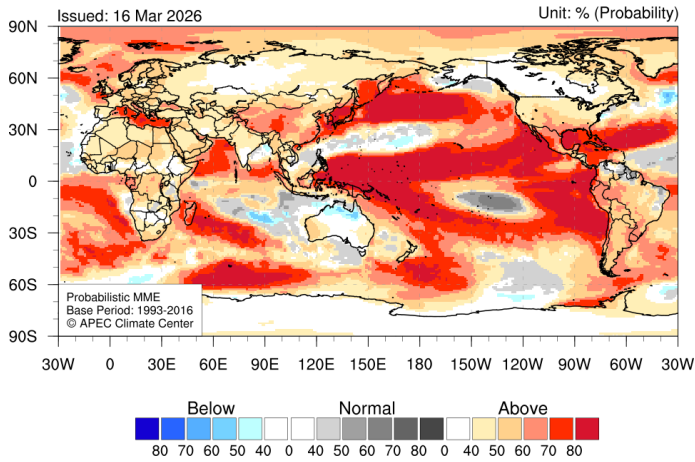 Issued: 16 Mar 2026
Unit: % (Probability)
90N
60N
30N
0
30S
60S
90S
Probabilistic MME
Base Period: 1993-2016
© APEC Climate Center
30W 0 30E 60E 90E 120E 150E 180 150W 120W 90W 60W 30W
Below Normal Above
80 70 60 50 40 0 40 50 60 70 80 0 40 50 60 70 80